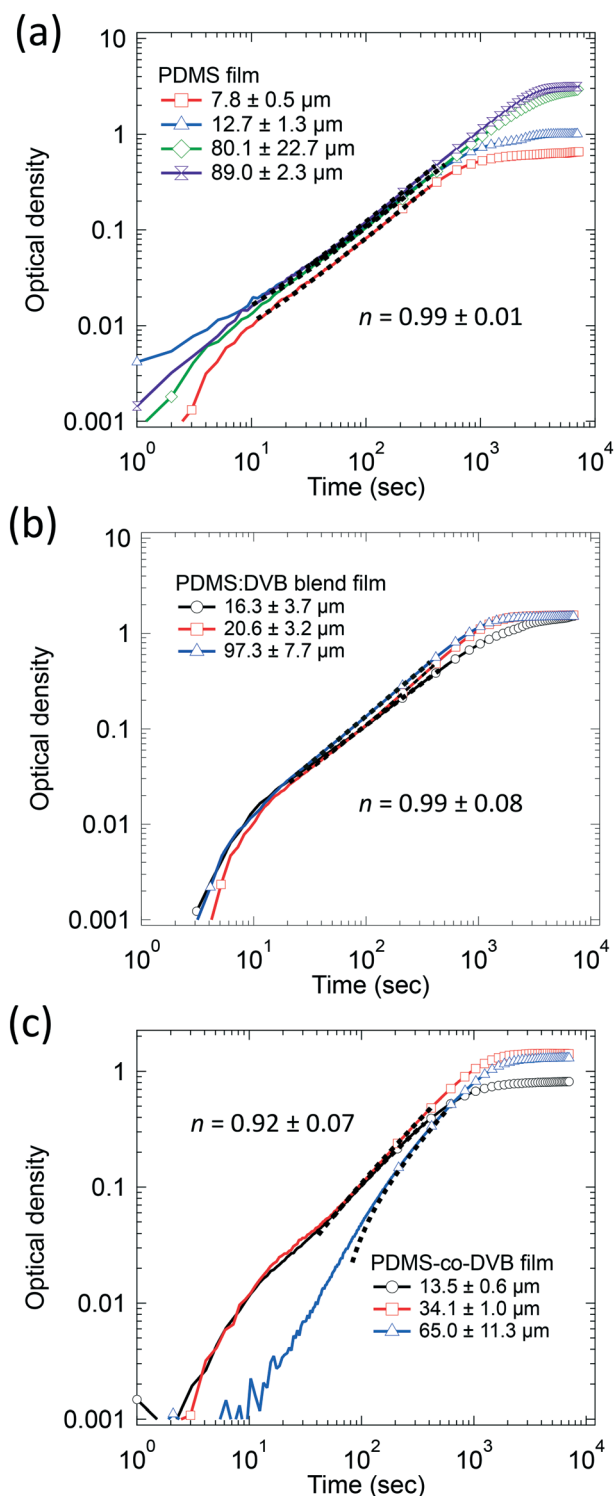 (a)
10
1
0.1
0.01
0.001
Optical density
PDMS film
7.8 ± 0.5 µm
12.7 ± 1.3 µm
80.1 ± 22.7 µm
89.0 ± 2.3 µm
n = 0.99 ± 0.01
10^0 10^1 10^2 10^3 10^4
Time (sec)
(b)
10
1
0.1
0.01
0.001
Optical density
PDMS:DVB blend film
16.3 ± 3.7 µm
20.6 ± 3.2 µm
97.3 ± 7.7 µm
n = 0.99 ± 0.08
10^0 10^1 10^2 10^3 10^4
Time (sec)
(c)
1
0.1
0.01
0.001
Optical density
n = 0.92 ± 0.07
PDMS-co-DVB film
13.5 ± 0.6 µm
34.1 ± 1.0 µm
65.0 ± 11.3 µm
10^0 10^1 10^2 10^3 10^4
Time (sec)